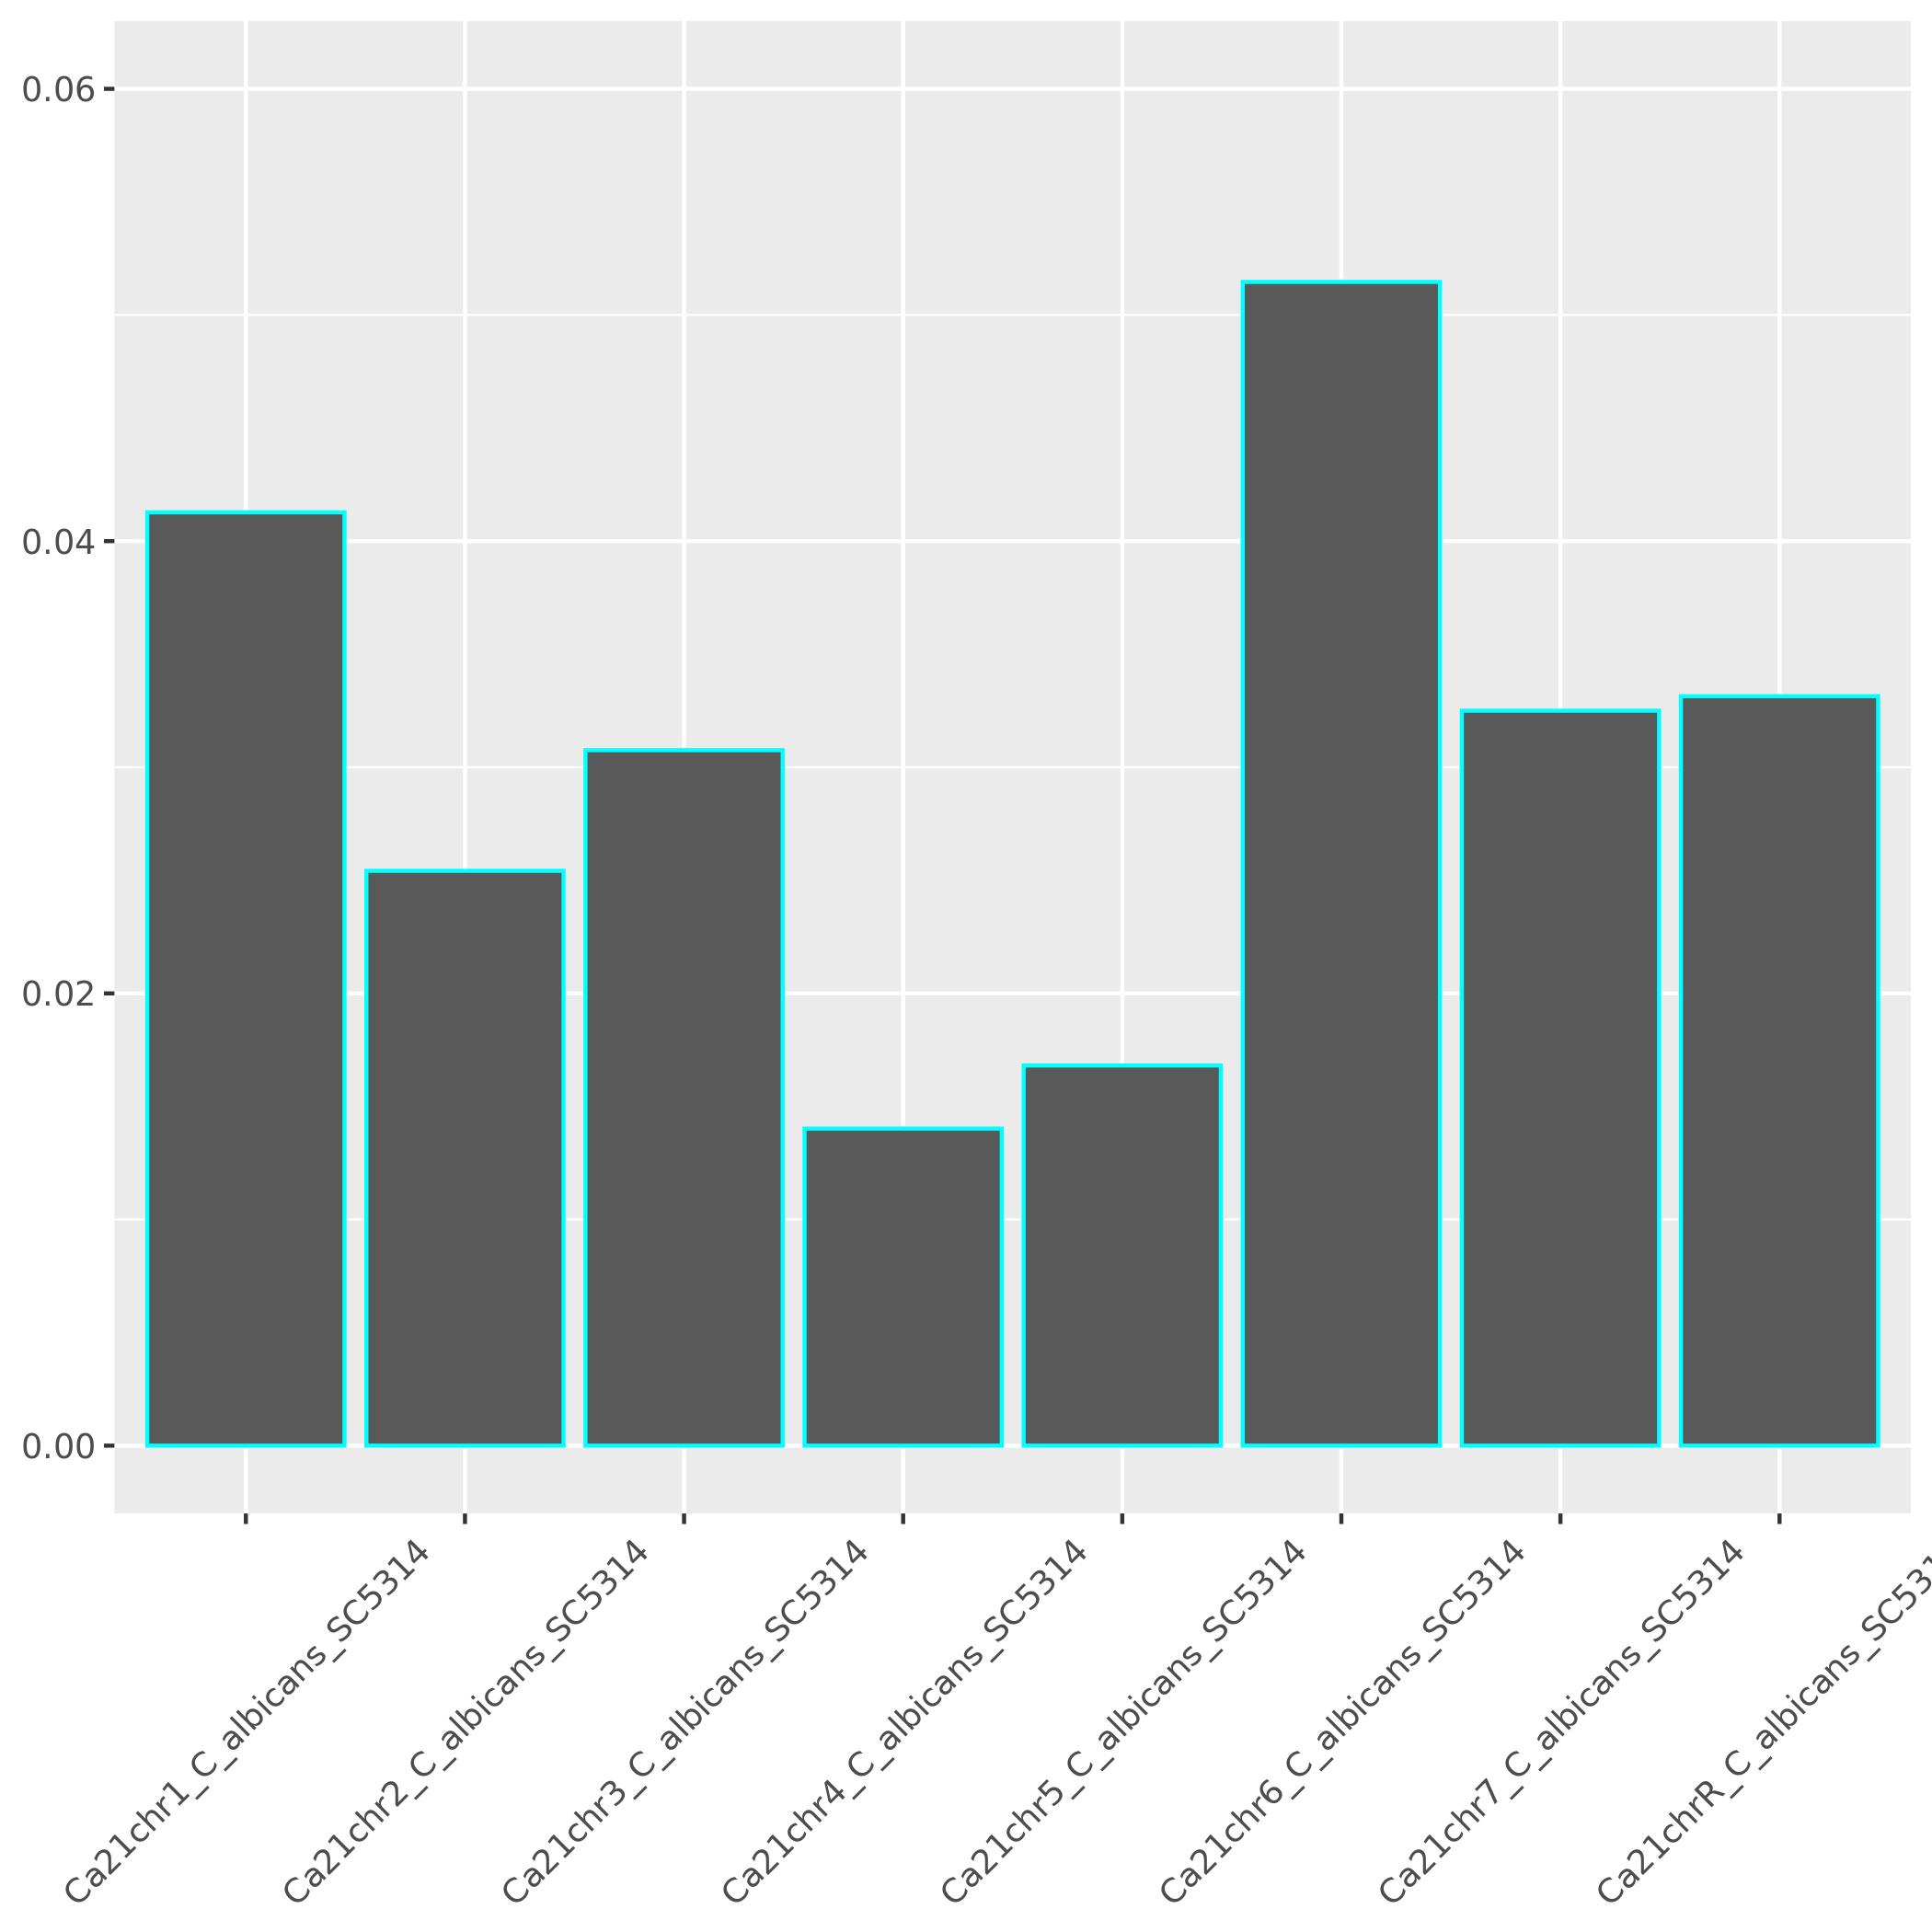 0.06
0.04
0.02
0.00
Ca21chr1_C_albicans_SC5314
Ca21chr2_C_albicans_SC5314
Ca21chr3_C_albicans_SC5314
Ca21chr4_C_albicans_SC5314
Ca21chr5_C_albicans_SC5314
Ca21chr6_C_albicans_SC5314
Ca21chr7_C_albicans_SC5314
Ca21chrR_C_albicans_SC531